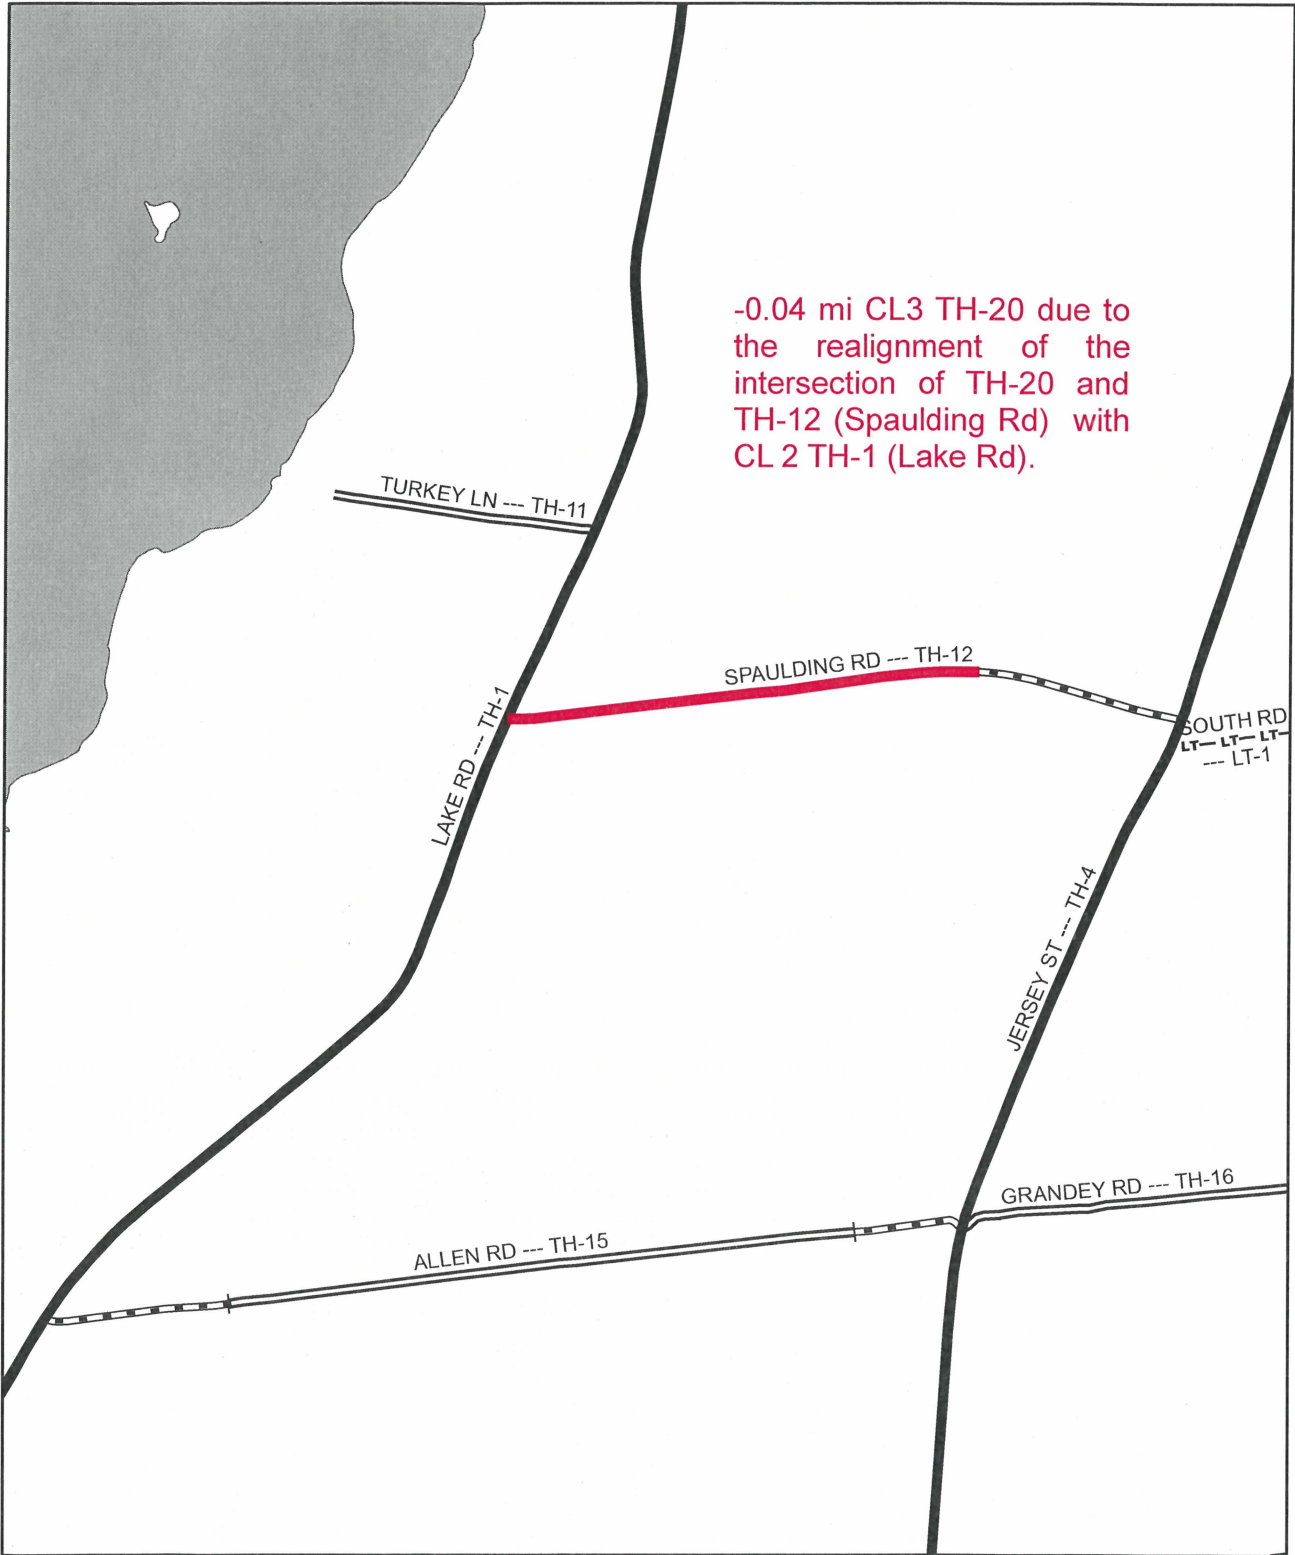 -0.04 mi CL3 TH-20 due to
the realignment of the
intersection of TH-20 and
TH-12 (Spaulding Rd) with
CL 2 TH-1 (Lake Rd).
TURKEY LN --- TH-11
SPAULDING RD --- TH-12
LAKE RD --- TH-1
SOUTH RD
LT LT LT
--- LT-1
JERSEY ST --- TH-4
GRANDEY RD --- TH-16
ALLEN RD --- TH-15